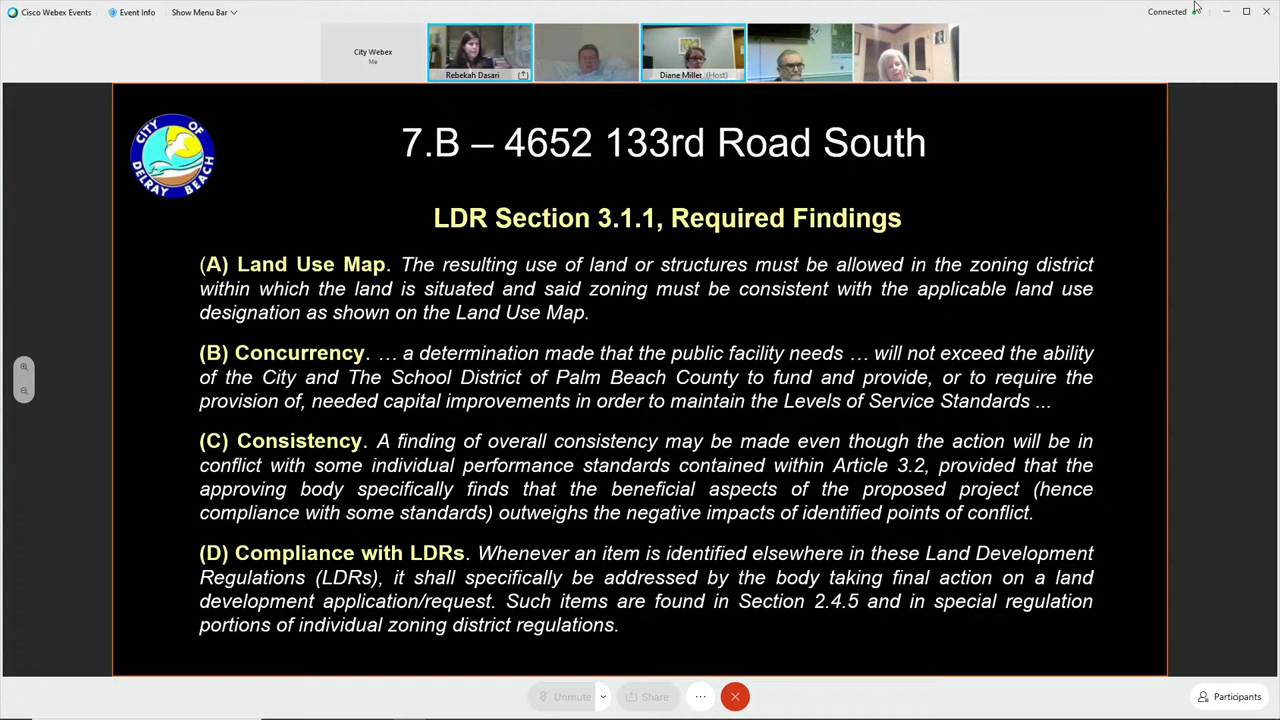 Cisco Webex Events
Event Info
Show Menu Bar
Connected
City Webex
Me
Rebekah Dasari
Diane Miller (Host)
CITY OF
DELRAY BEACH
7.B – 4652 133rd Road South
LDR Section 3.1.1, Required Findings
(A) Land Use Map. The resulting use of land or structures must be allowed in the zoning district
within which the land is situated and said zoning must be consistent with the applicable land use
designation as shown on the Land Use Map.
(B) Concurrency. … a determination made that the public facility needs … will not exceed the ability
of the City and The School District of Palm Beach County to fund and provide, or to require the
provision of, needed capital improvements in order to maintain the Levels of Service Standards ...
(C) Consistency. A finding of overall consistency may be made even though the action will be in
conflict with some individual performance standards contained within Article 3.2, provided that the
approving body specifically finds that the beneficial aspects of the proposed project (hence
compliance with some standards) outweighs the negative impacts of identified points of conflict.
(D) Compliance with LDRs. Whenever an item is identified elsewhere in these Land Development
Regulations (LDRs), it shall specifically be addressed by the body taking final action on a land
development application/request. Such items are found in Section 2.4.5 and in special regulation
portions of individual zoning district regulations.
Unmute
Share
Participants